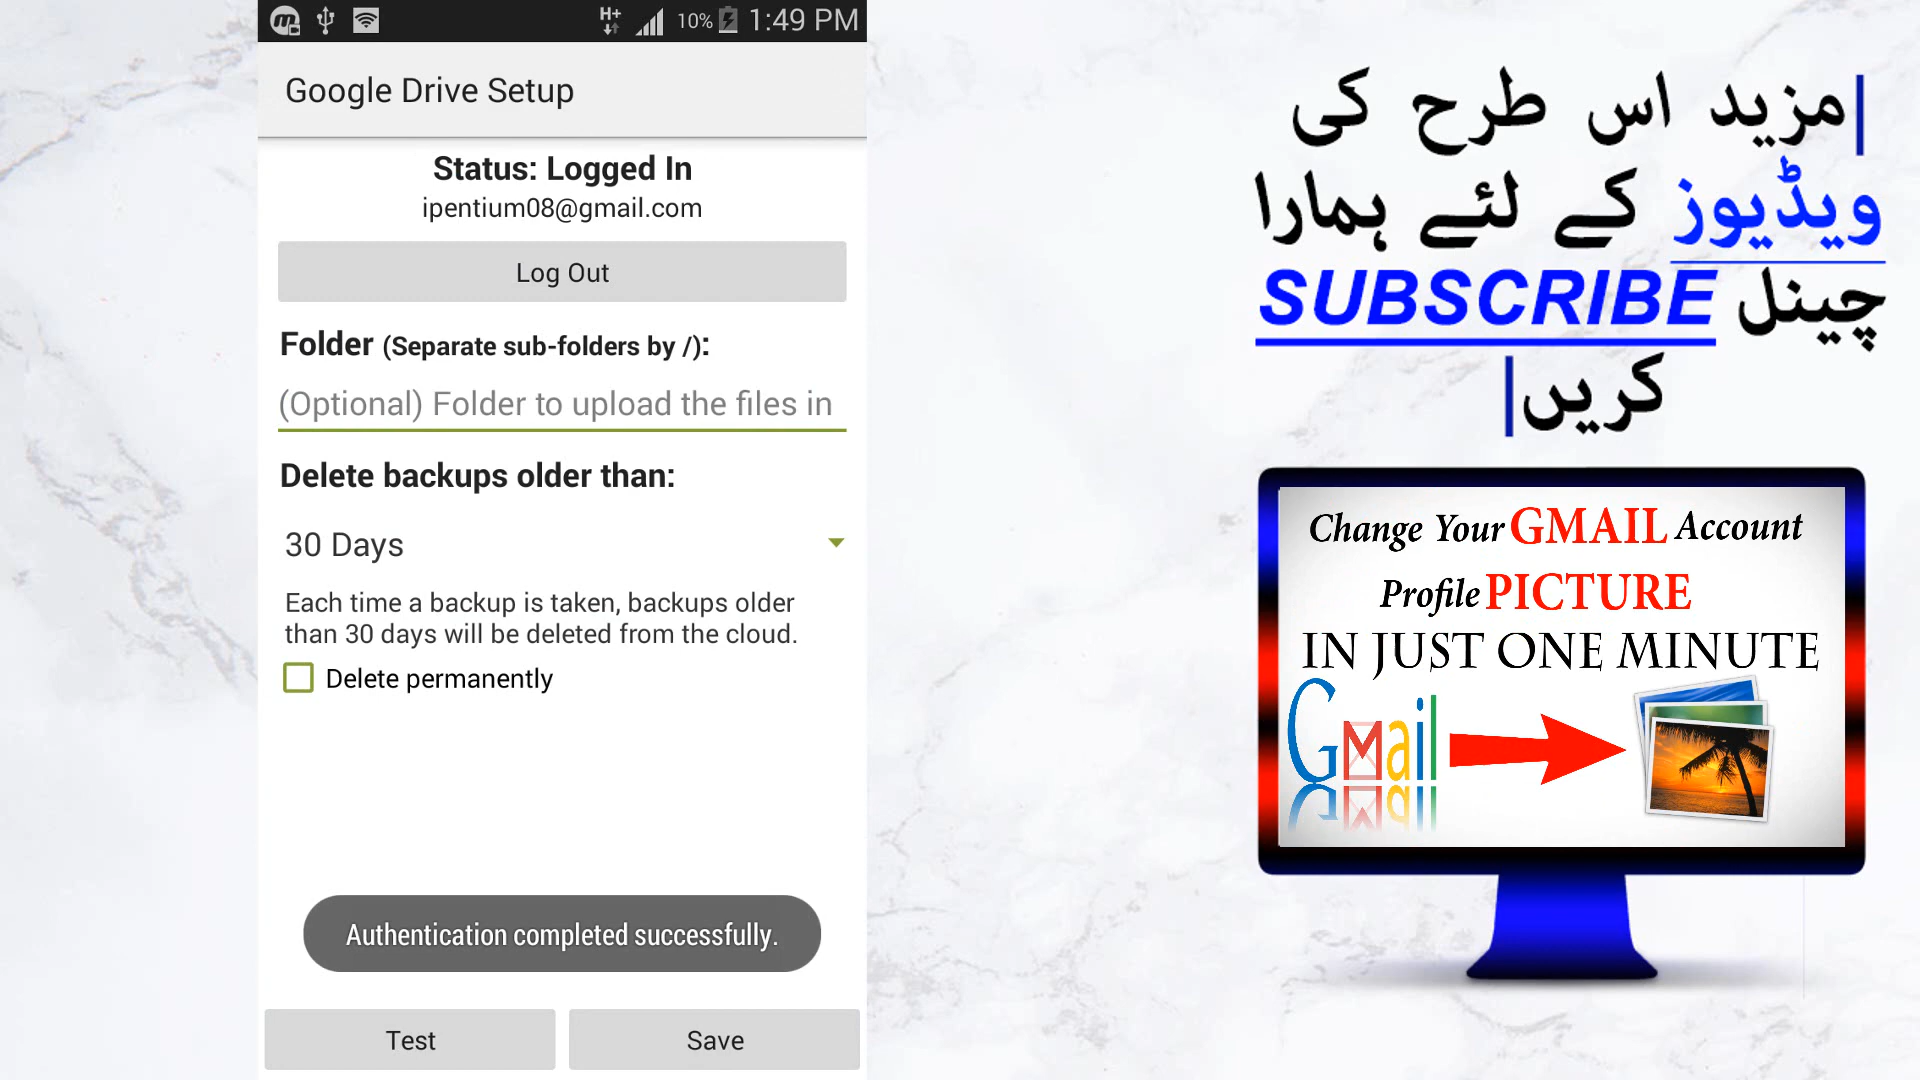 H+ 10% 1:49 PM
Google Drive Setup
Status: Logged In
ipentium08@gmail.com
Log Out
Folder (Separate sub-folders by /):
(Optional) Folder to upload the files in
Delete backups older than:
30 Days
Each time a backup is taken, backups older
than 30 days will be deleted from the cloud.
Delete permanently
Authentication completed successfully.
Test
Save
|مزید اس طرح کی
ویڈیوز کے لئے ہمارا
چینل SUBSCRIBE
کریں|
Change Your GMAIL Account
Profile PICTURE
IN JUST ONE MINUTE
Gmail